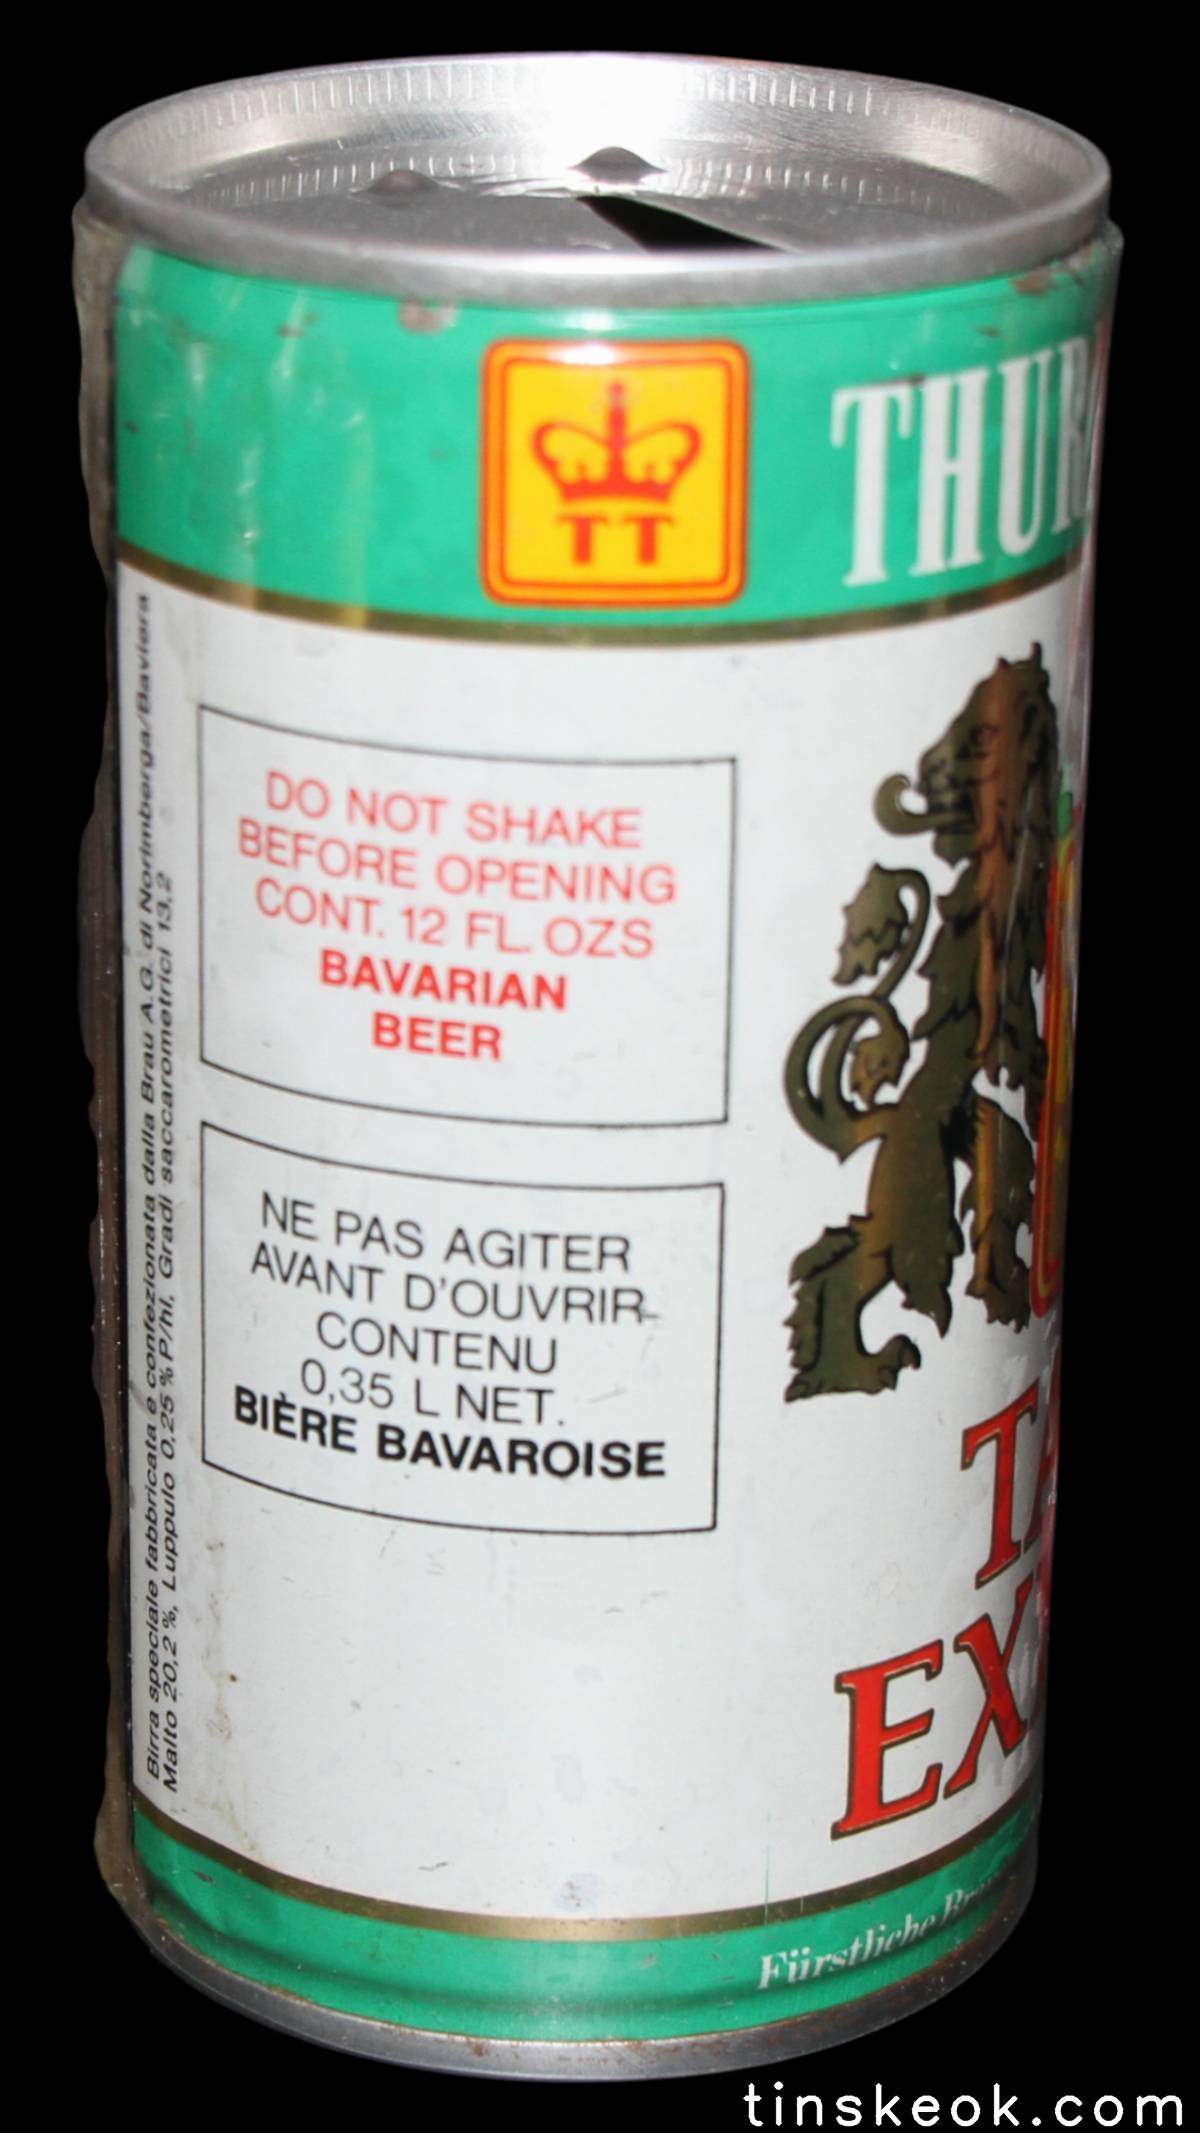 TT
THUR
Birra speciale fabbricata e confezionata dalla Brau A.G. di Norimberga/Baviera
Malto 20,2 %, Luppulo 0,25 % P/hl, Gradi saccarometrici 13,2
DO NOT SHAKE
BEFORE OPENING
CONT. 12 FL. OZS
BAVARIAN
BEER
NE PAS AGITER
AVANT D'OUVRIR
CONTENU
0,35 L NET.
BIÈRE BAVAROISE
TA
EX
Fürstliche
tinskeok.com